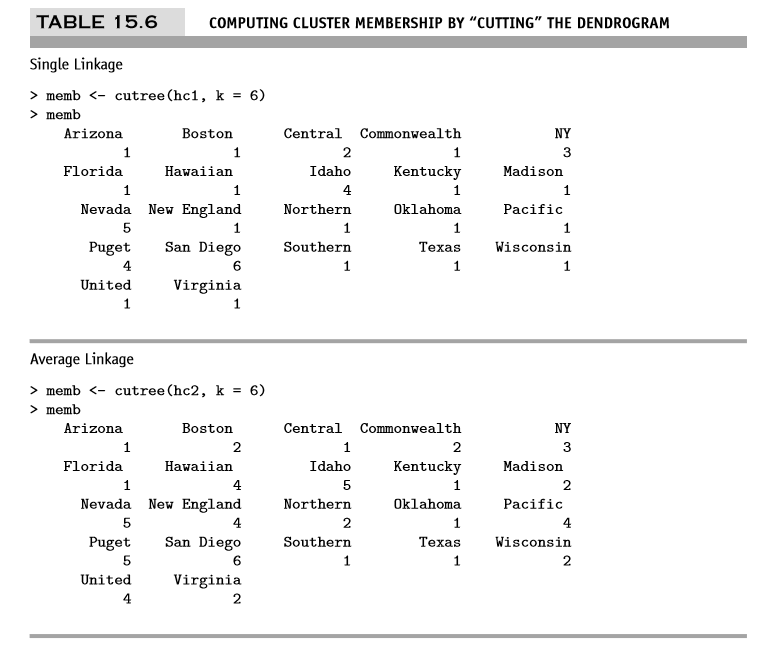 TABLE 15.6 COMPUTING CLUSTER MEMBERSHIP BY “CUTTING” THE DENDROGRAM
Single Linkage
> memb <- cutree(hc1, k = 6)
> memb
Arizona Boston Central Commonwealth NY
1 1 2 1 3
Florida Hawaiian Idaho Kentucky Madison
1 1 4 1 1
Nevada New England Northern Oklahoma Pacific
5 1 1 1 1
Puget San Diego Southern Texas Wisconsin
4 6 1 1 1
United Virginia
1 1
Average Linkage
> memb <- cutree(hc2, k = 6)
> memb
Arizona Boston Central Commonwealth NY
1 2 1 2 3
Florida Hawaiian Idaho Kentucky Madison
1 4 5 1 2
Nevada New England Northern Oklahoma Pacific
5 4 2 1 4
Puget San Diego Southern Texas Wisconsin
5 6 1 1 2
United Virginia
4 2